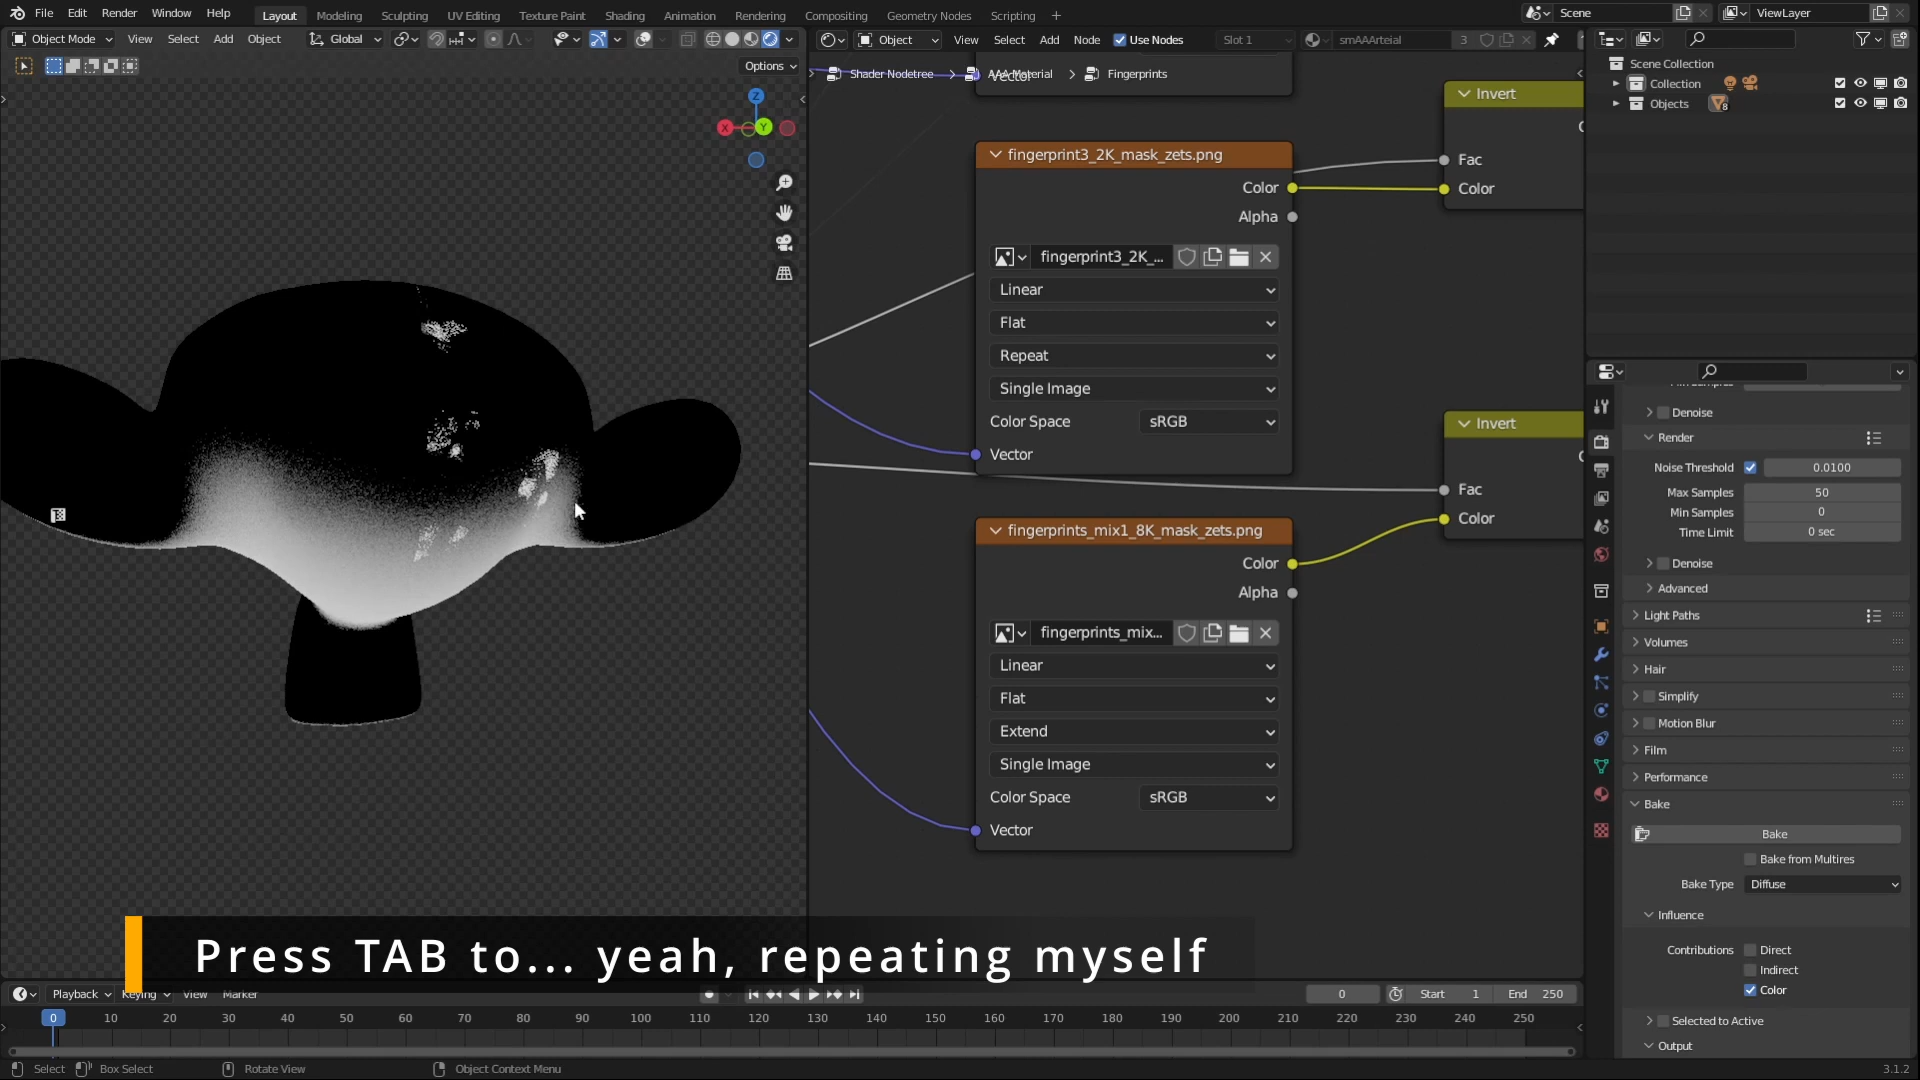 File Edit Render Window Help Layout Modeling Sculpting UV Editing Texture Paint Shading Animation Rendering Compositing Geometry Nodes Scripting + Scene ViewLayer
Object Mode View Select Add Object Global Object View Select Add Node Use Nodes Slot 1 smAAArteial 3
Options
Shader Nodetree AAAMaterial Fingerprints
Vector
Scene Collection
Collection
Objects 8
Z
X Y
Invert
Fac
Color
fingerprint3_2K_mask_zets.png
Color
Alpha
fingerprint3_2K_...
Linear
Flat
Repeat
Single Image
Color Space sRGB
Vector
Invert
Fac
Color
fingerprints_mix1_8K_mask_zets.png
Color
Alpha
fingerprints_mix...
Linear
Flat
Extend
Single Image
Color Space sRGB
Vector
Denoise
Render
Noise Threshold 0.0100
Max Samples 50
Min Samples 0
Time Limit 0 sec
Denoise
Advanced
Light Paths
Volumes
Hair
Simplify
Motion Blur
Film
Performance
Bake
Bake
Bake from Multires
Bake Type Diffuse
Influence
Contributions Direct
Indirect
Color
Selected to Active
Output
Press TAB to... yeah, repeating myself
Playback Keying View Marker 0 Start 1 End 250
0 10 20 30 40 50 60 70 80 90 100 110 120 130 140 150 160 170 180 190 200 210 220 230 240 250
Select Box Select Rotate View Object Context Menu 3.1.2